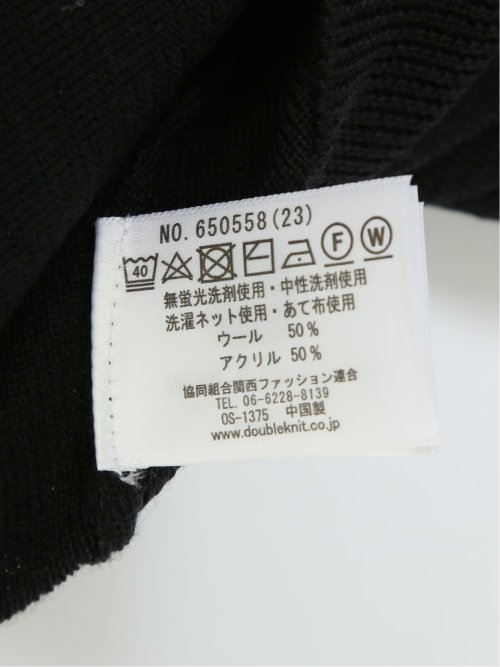 NO. 650558(23)
40 F W
無蛍光洗剤使用・中性洗剤使用
洗濯ネット使用・あて布使用
ウール 50%
アクリル 50%
協同組合関西ファッション連合
TEL. 06-6228-8139
OS-1375 中国製
www.doubleknit.co.jp